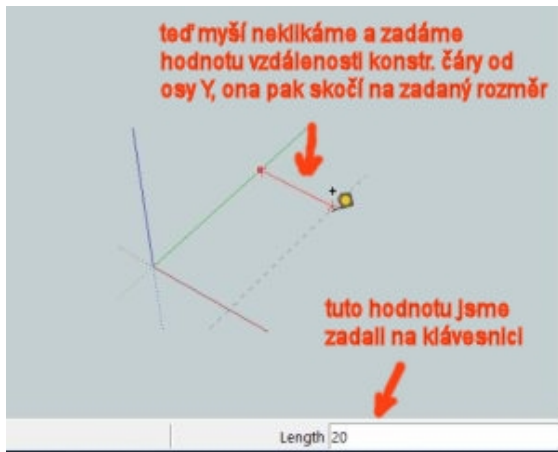 teď myší neklikáme a zadáme
hodnotu vzdálenosti konstr. čáry od
osy Y, ona pak skočí na zadaný rozměr
tuto hodnotu jsme
zadali na klávesnici
Length 20